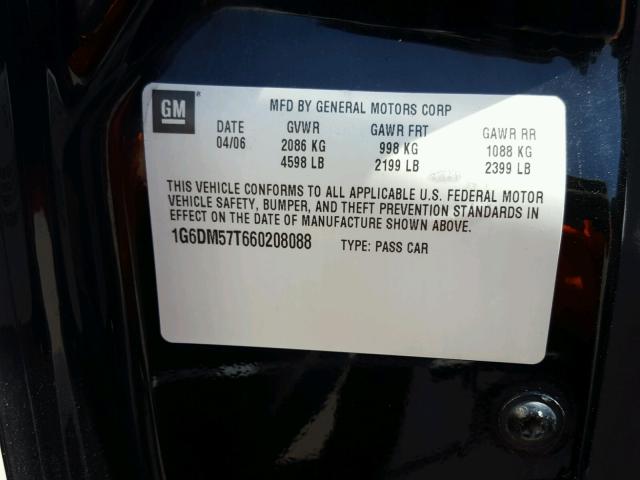 GM® MFD BY GENERAL MOTORS CORP
DATE GVWR GAWR FRT GAWR RR
04/06 2086 KG 998 KG 1088 KG
4598 LB 2199 LB 2399 LB
THIS VEHICLE CONFORMS TO ALL APPLICABLE U.S. FEDERAL MOTOR
VEHICLE SAFETY, BUMPER, AND THEFT PREVENTION STANDARDS IN
EFFECT ON THE DATE OF MANUFACTURE SHOWN ABOVE.
1G6DM57T660208088 TYPE: PASS CAR